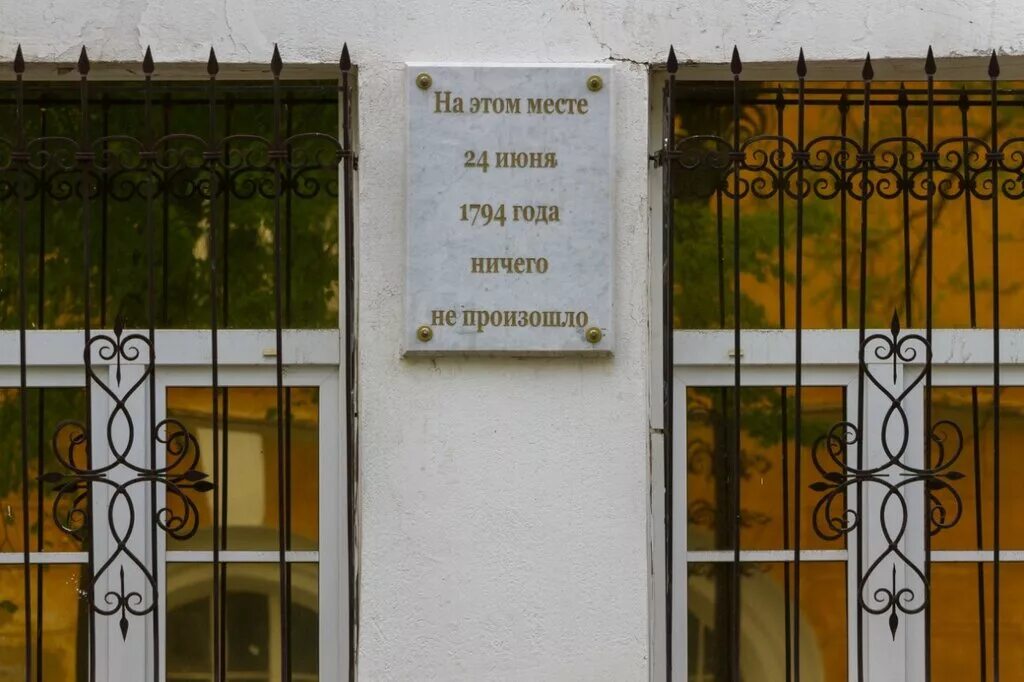 На этом месте
24 июня
1794 года
ничего
не произошло